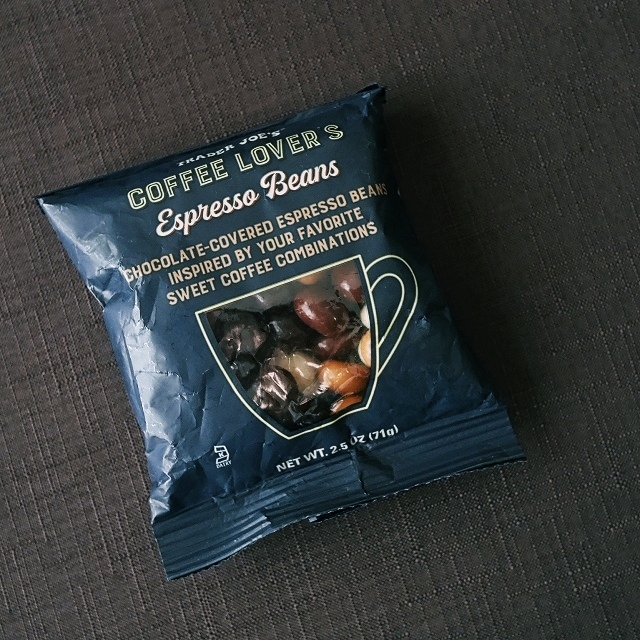 TRADER JOE'S
COFFEE LOVER'S
Espresso Beans
CHOCOLATE-COVERED ESPRESSO BEANS
INSPIRED BY YOUR FAVORITE
SWEET COFFEE COMBINATIONS
K
DAIRY
NET WT. 2.5 OZ (71g)